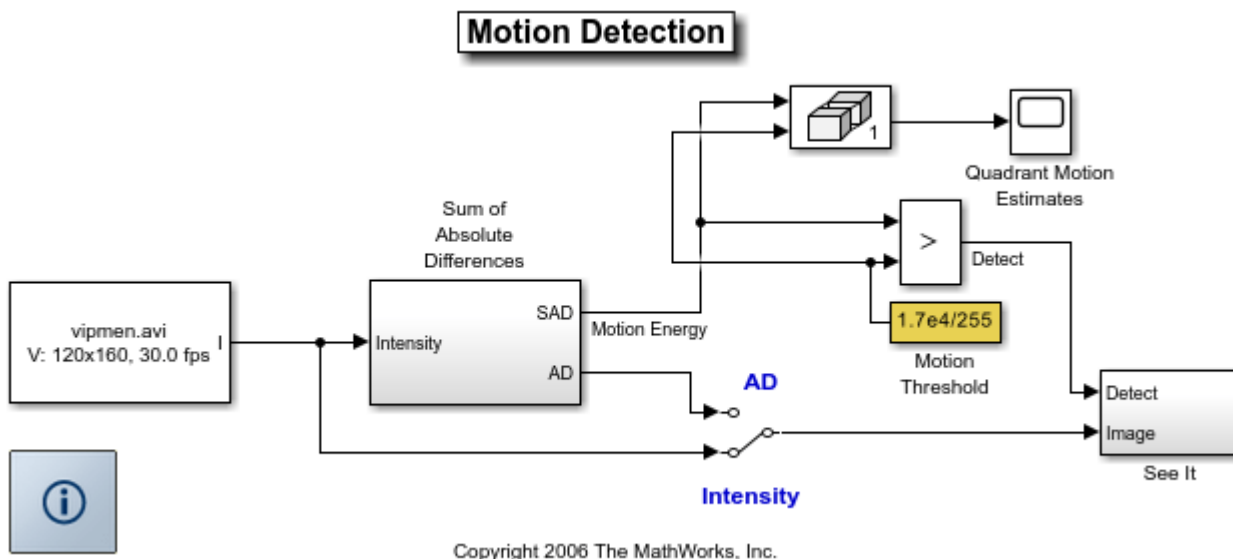 Motion Detection
1
Quadrant Motion
Estimates
Sum of
Absolute
Differences
>
Detect
vipmen.avi
V: 120x160, 30.0 fps
I
Intensity
SAD
AD
Motion Energy
1.7e4/255
Motion
Threshold
AD
Intensity
Detect
Image
See It
i
Copyright 2006 The MathWorks, Inc.